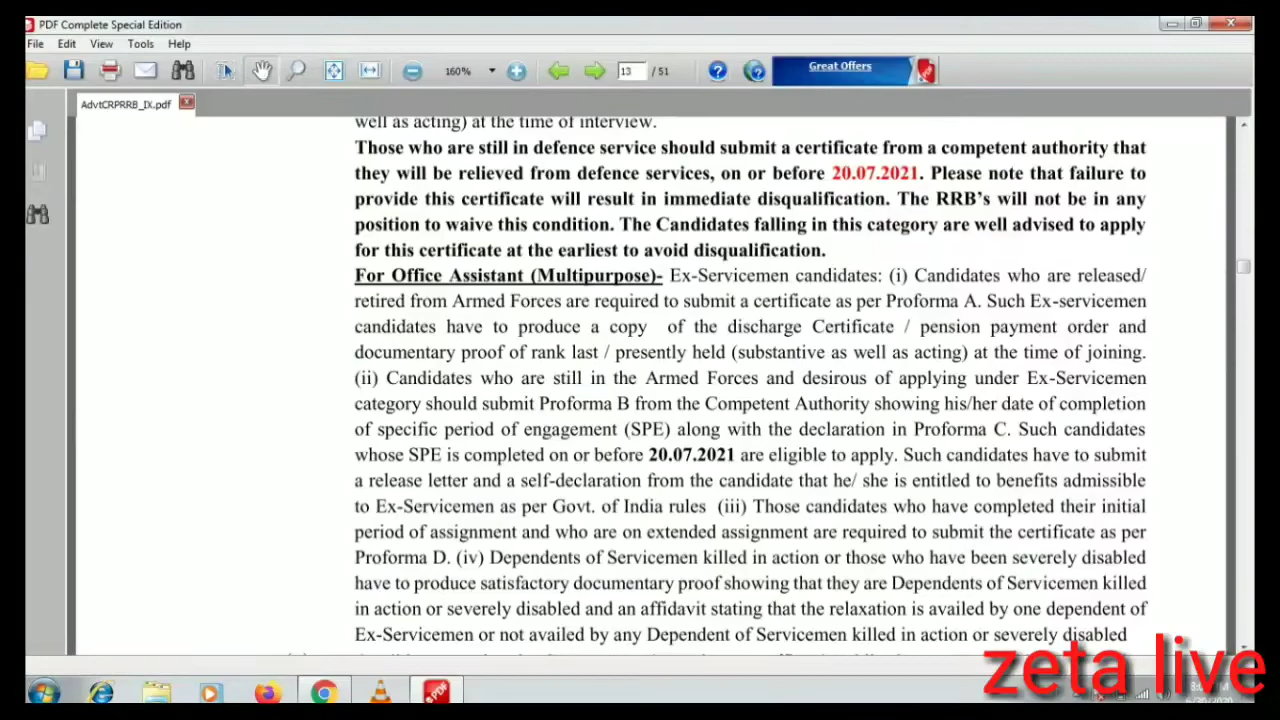 PDF Complete Special Edition
File Edit View Tools Help
160% 13 / 51 Great Offers
AdvtCRPRRB_IX.pdf
well as acting) at the time of interview.
Those who are still in defence service should submit a certificate from a competent authority that
they will be relieved from defence services, on or before 20.07.2021. Please note that failure to
provide this certificate will result in immediate disqualification. The RRB’s will not be in any
position to waive this condition. The Candidates falling in this category are well advised to apply
for this certificate at the earliest to avoid disqualification.
For Office Assistant (Multipurpose)- Ex-Servicemen candidates: (i) Candidates who are released/
retired from Armed Forces are required to submit a certificate as per Proforma A. Such Ex-servicemen
candidates have to produce a copy of the discharge Certificate / pension payment order and
documentary proof of rank last / presently held (substantive as well as acting) at the time of joining.
(ii) Candidates who are still in the Armed Forces and desirous of applying under Ex-Servicemen
category should submit Proforma B from the Competent Authority showing his/her date of completion
of specific period of engagement (SPE) along with the declaration in Proforma C. Such candidates
whose SPE is completed on or before 20.07.2021 are eligible to apply. Such candidates have to submit
a release letter and a self-declaration from the candidate that he/ she is entitled to benefits admissible
to Ex-Servicemen as per Govt. of India rules (iii) Those candidates who have completed their initial
period of assignment and who are on extended assignment are required to submit the certificate as per
Proforma D. (iv) Dependents of Servicemen killed in action or those who have been severely disabled
have to produce satisfactory documentary proof showing that they are Dependents of Servicemen killed
in action or severely disabled and an affidavit stating that the relaxation is availed by one dependent of
Ex-Servicemen or not availed by any Dependent of Servicemen killed in action or severely disabled
zeta live